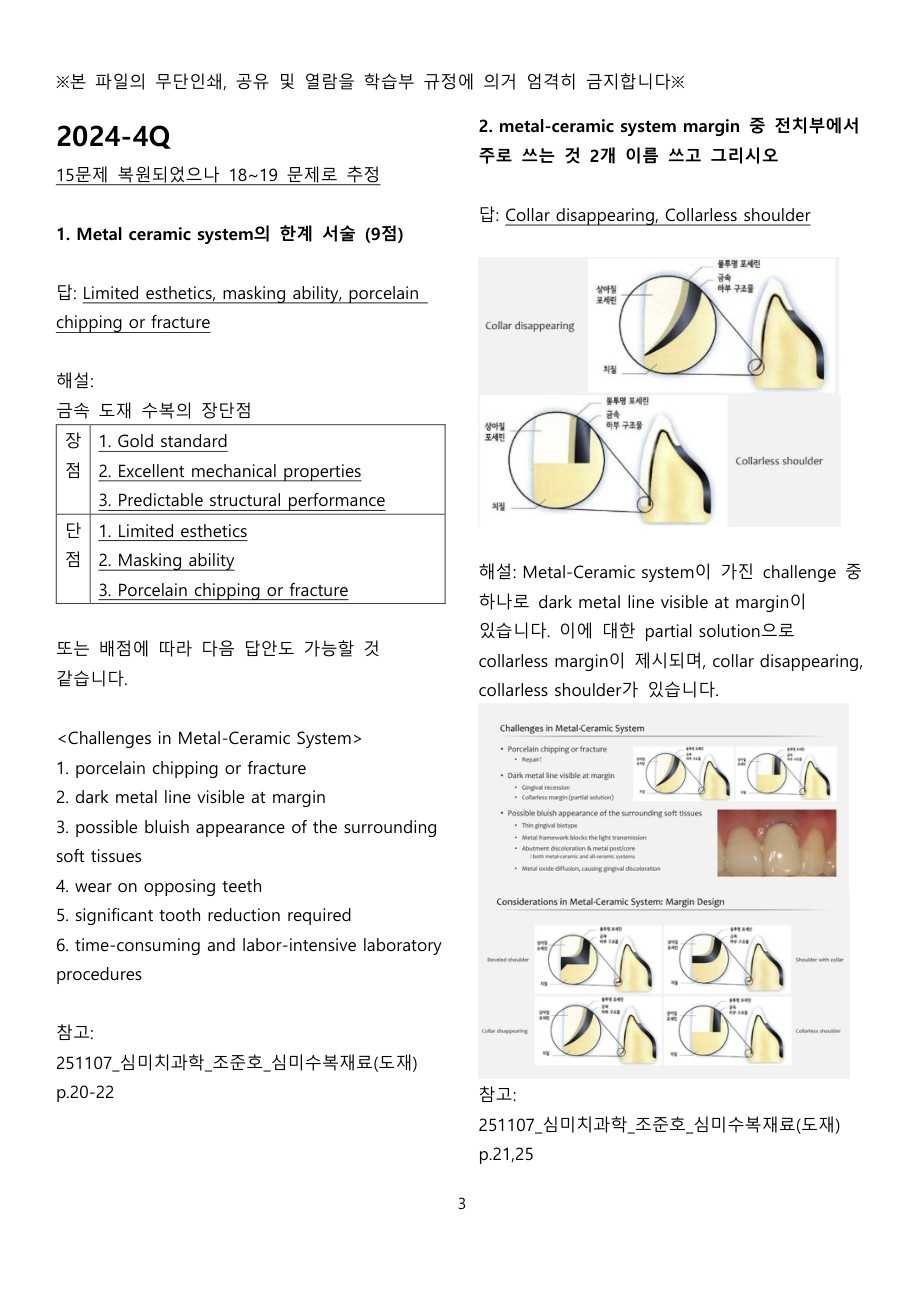 ※본 파일의 무단인쇄, 공유 및 열람을 학습부 규정에 의거 엄격히 금지합니다※
2024-4Q
15문제 복원되었으나 18~19 문제로 추정
1. Metal ceramic system의 한계 서술 (9점)
답: Limited esthetics, masking ability, porcelain
chipping or fracture
해설:
금속 도재 수복의 장단점
장점
1. Gold standard
2. Excellent mechanical properties
3. Predictable structural performance
단점
1. Limited esthetics
2. Masking ability
3. Porcelain chipping or fracture
또는 배점에 따라 다음 답안도 가능할 것
같습니다.
<Challenges in Metal-Ceramic System>
1. porcelain chipping or fracture
2. dark metal line visible at margin
3. possible bluish appearance of the surrounding
soft tissues
4. wear on opposing teeth
5. significant tooth reduction required
6. time-consuming and labor-intensive laboratory
procedures
참고:
251107_심미치과학_조준호_심미수복재료(도재)
p.20-22
2. metal-ceramic system margin 중 전치부에서
주로 쓰는 것 2개 이름 쓰고 그리시오
답: Collar disappearing, Collarless shoulder
불투명 포세린
금속
하부 구조물
상아질
포세린
Collar disappearing
치질
불투명 포세린
금속
하부 구조물
상아질
포세린
Collarless shoulder
치질
해설: Metal-Ceramic system이 가진 challenge 중
하나로 dark metal line visible at margin이
있습니다. 이에 대한 partial solution으로
collarless margin이 제시되며, collar disappearing,
collarless shoulder가 있습니다.
Challenges in Metal-Ceramic System
• Porcelain chipping or fracture
• Repair?
• Dark metal line visible at margin
• Gingival recession
• Collarless margin (partial solution)
• Possible bluish appearance of the surrounding soft tissues
• Thin gingival biotype
• Metal framework blocks the light transmission
• Abutment discoloration & metal post/core
: both metal-ceramic and all-ceramic systems
• Metal oxide diffusion, causing gingival discoloration
Considerations in Metal-Ceramic System: Margin Design
Beveled shoulder
Shoulder with collar
Collar disappearing
Collarless shoulder
참고:
251107_심미치과학_조준호_심미수복재료(도재)
p.21,25
3